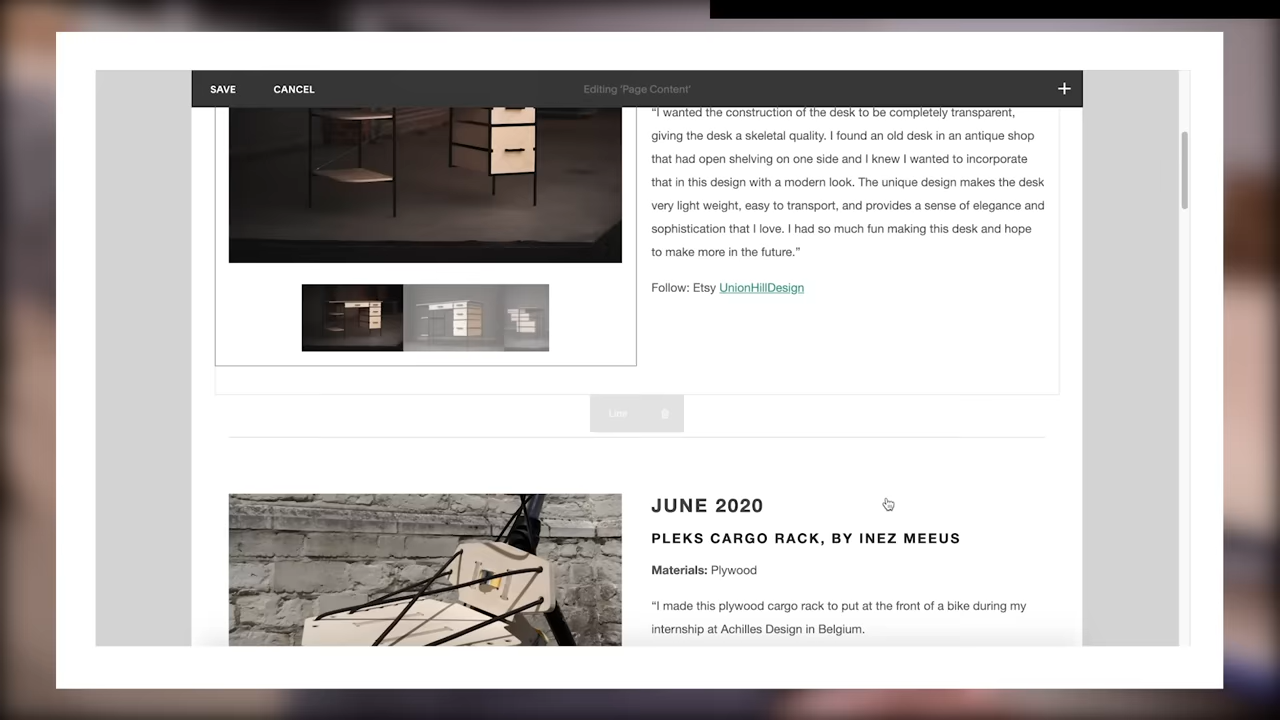 SAVE CANCEL Editing 'Page Content' +
“I wanted the construction of the desk to be completely transparent,
giving the desk a skeletal quality. I found an old desk in an antique shop
that had open shelving on one side and I knew I wanted to incorporate
that in this design with a modern look. The unique design makes the desk
very light weight, easy to transport, and provides a sense of elegance and
sophistication that I love. I had so much fun making this desk and hope
to make more in the future.”
Follow: Etsy UnionHillDesign
Line
JUNE 2020
PLEKS CARGO RACK, BY INEZ MEEUS
Materials: Plywood
“I made this plywood cargo rack to put at the front of a bike during my
internship at Achilles Design in Belgium.